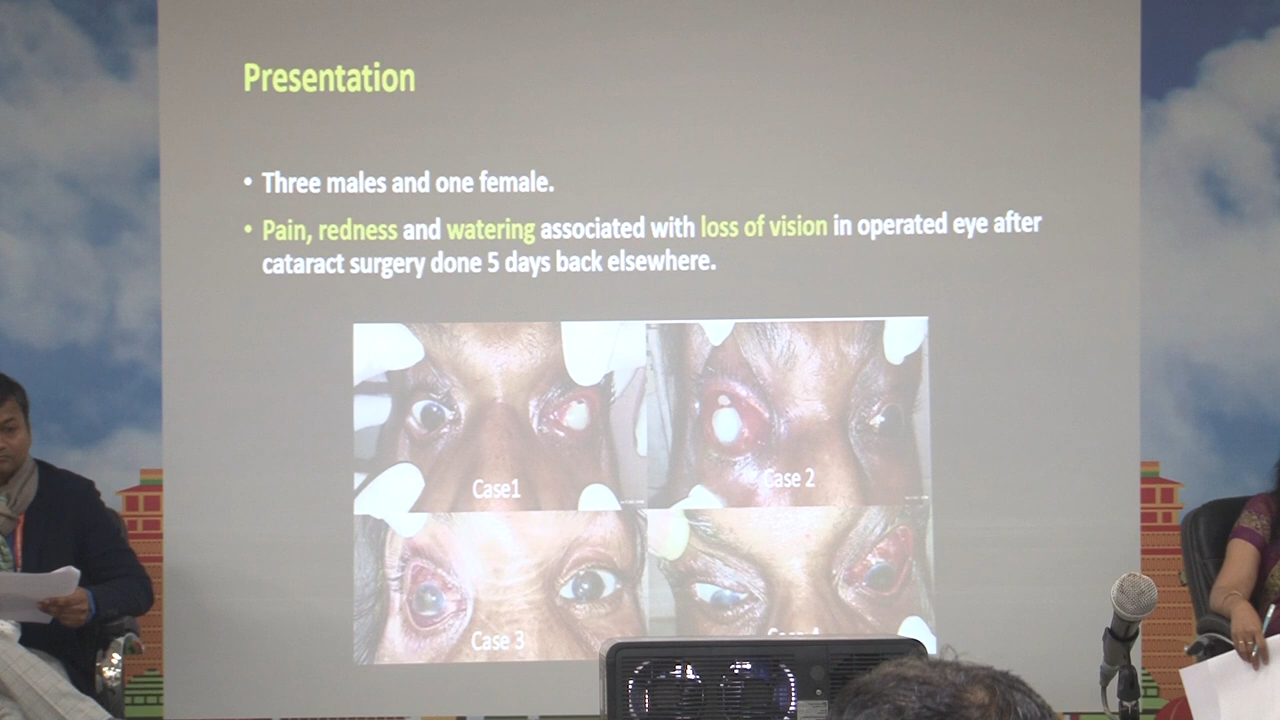 Presentation
• Three males and one female.
• Pain, redness and watering associated with loss of vision in operated eye after
cataract surgery done 5 days back elsewhere.
Case1
Case 2
Case 3